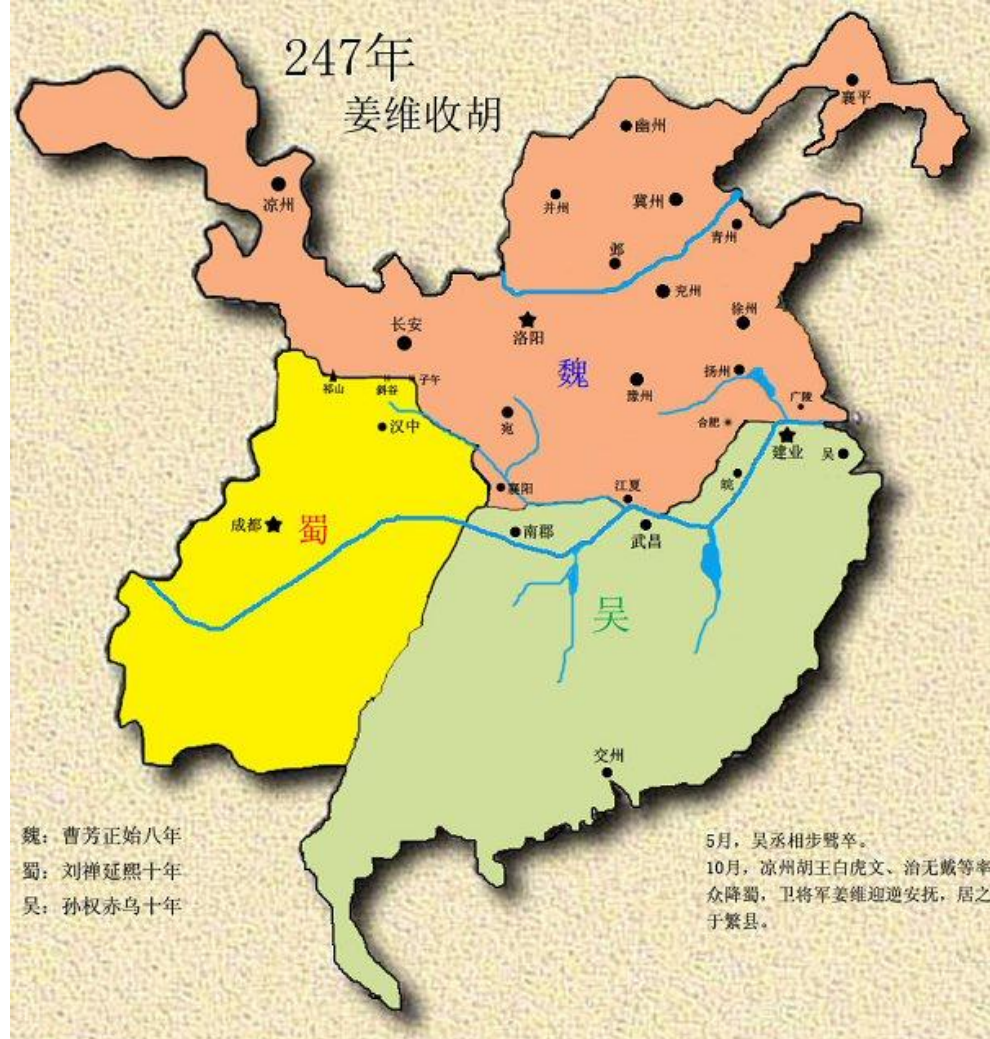 247年
姜维收胡
襄平
幽州
凉州
并州
冀州
青州
邺
兖州
徐州
长安
洛阳
魏
扬州
豫州
祁山
斜谷
子午
广陵
宛
合肥
汉中
建业
吴
襄阳
江夏
皖
成都
蜀
南郡
武昌
吴
交州
魏：曹芳正始八年
蜀：刘禅延熙十年
吴：孙权赤乌十年
5月，吴丞相步骘卒。
10月，凉州胡王白虎文、治无戴等率
众降蜀，卫将军姜维迎逆安抚，居之
于繁县。